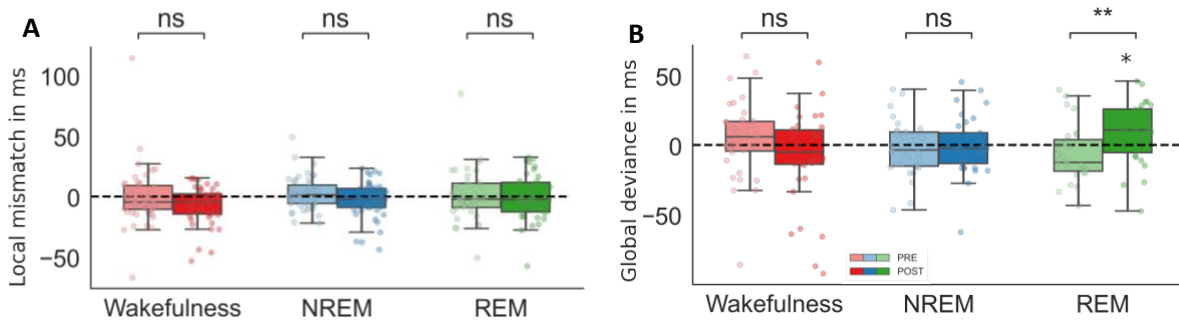 A
ns
ns
ns
Local mismatch in ms
100
50
0
−50
Wakefulness
NREM
REM
B
ns
ns
**
*
Global deviance in ms
50
0
−50
PRE
POST
Wakefulness
NREM
REM